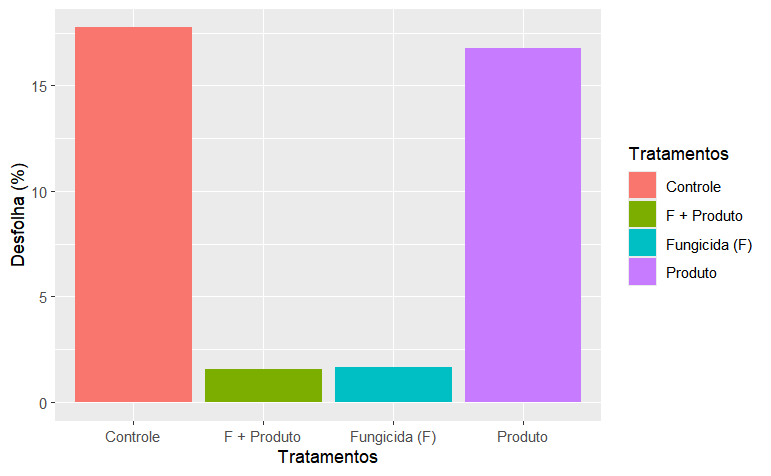 Desfolha (%)
15
10
5
0
Controle
F + Produto
Fungicida (F)
Produto
Tratamentos
Tratamentos
Controle
F + Produto
Fungicida (F)
Produto